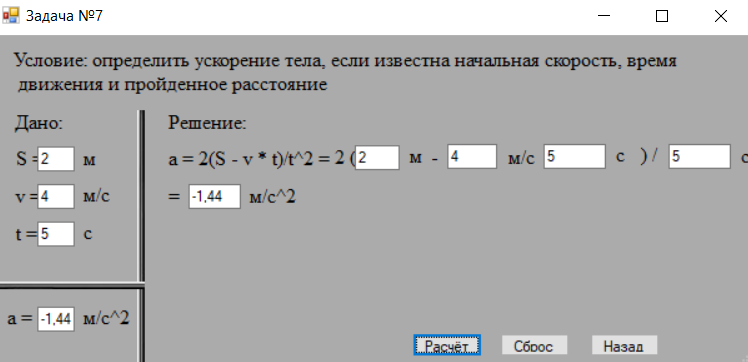 Задача №7
Условие: определить ускорение тела, если известна начальная скорость, время
движения и пройденное расстояние
Дано:
S = 2 м
v = 4 м/с
t = 5 с
a = -1,44 м/с^2
Решение:
a = 2(S - v * t)/t^2 = 2 ( 2 м - 4 м/с 5 с ) / 5 с
= -1,44 м/с^2
Расчёт Сброс Назад